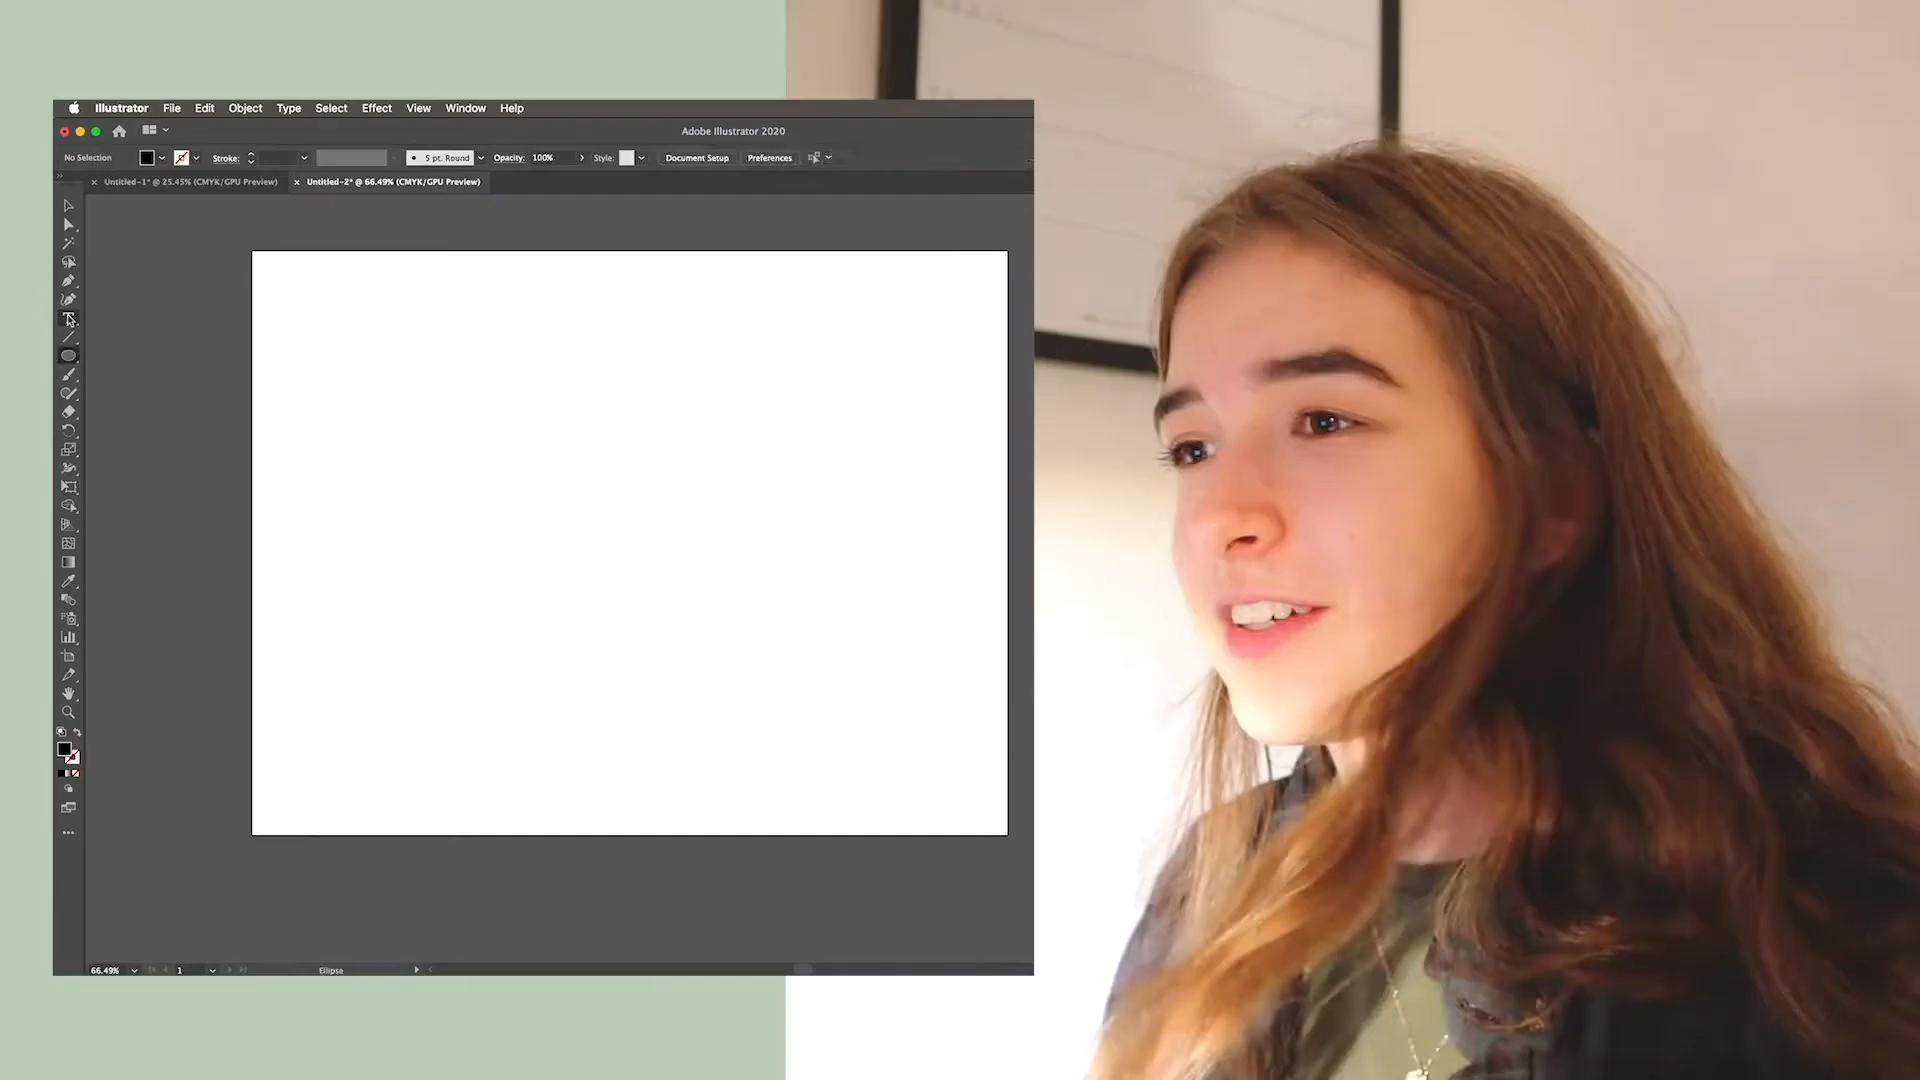 Illustrator File Edit Object Type Select Effect View Window Help
Adobe Illustrator 2020
No Selection Stroke: 5 pt. Round Opacity: 100% Style: Document Setup Preferences
Untitled-1* @ 25.45% (CMYK/GPU Preview) Untitled-2* @ 66.49% (CMYK/GPU Preview)
66.49% 1 Ellipse